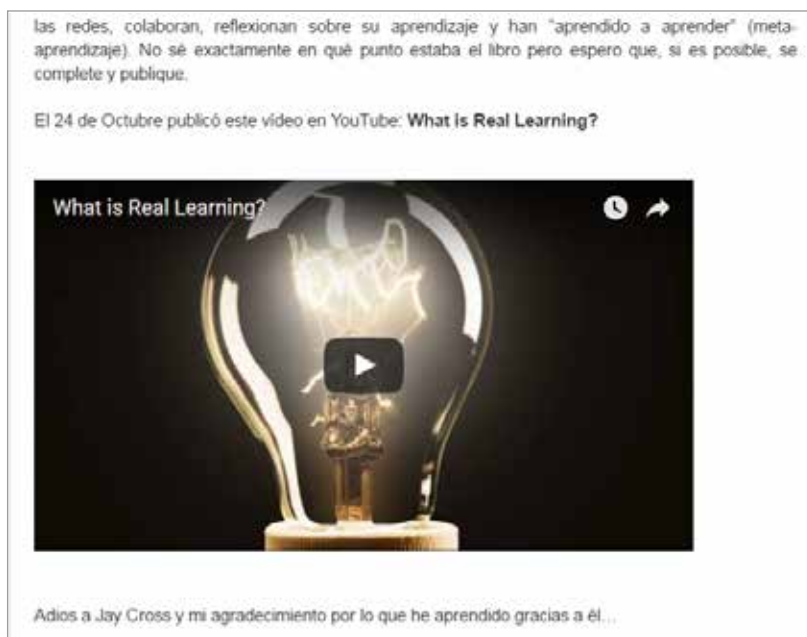 las redes, colaboran, reflexionan sobre su aprendizaje y han "aprendido a aprender" (meta-
aprendizaje). No sé exactamente en qué punto estaba el libro pero espero que, si es posible, se
complete y publique.
El 24 de Octubre publicó este vídeo en YouTube: What is Real Learning?
What is Real Learning?
Adios a Jay Cross y mi agradecimiento por lo que he aprendido gracias a él...